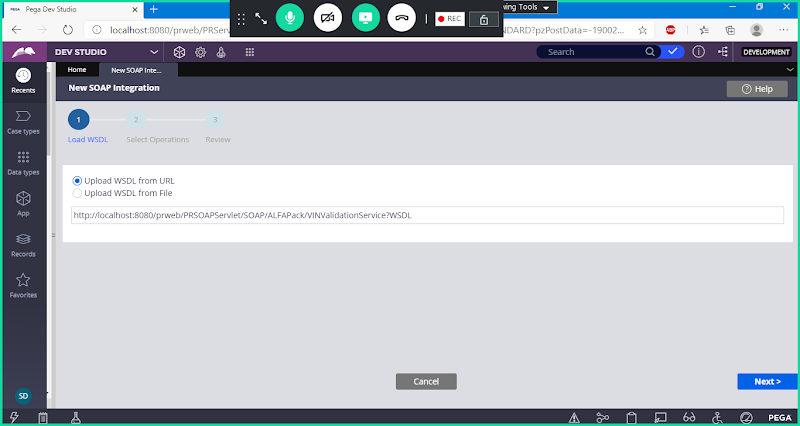 PEGA Pega Dev Studio
wing Tools
localhost:8080/prweb/PRServ
NDARD?pzPostData=-19002...
REC
ABP
DEV STUDIO
Search
DEVELOPMENT
Recents
Home
New SOAP Inte...
New SOAP Integration
Help
Case types
1
2
3
Load WSDL
Select Operations
Review
Data types
Upload WSDL from URL
Upload WSDL from File
App
http://localhost:8080/prweb/PRSOAPServlet/SOAP/ALFAPack/VINValidationService?WSDL
Records
Favorites
Cancel
Next >
SD
PEGA